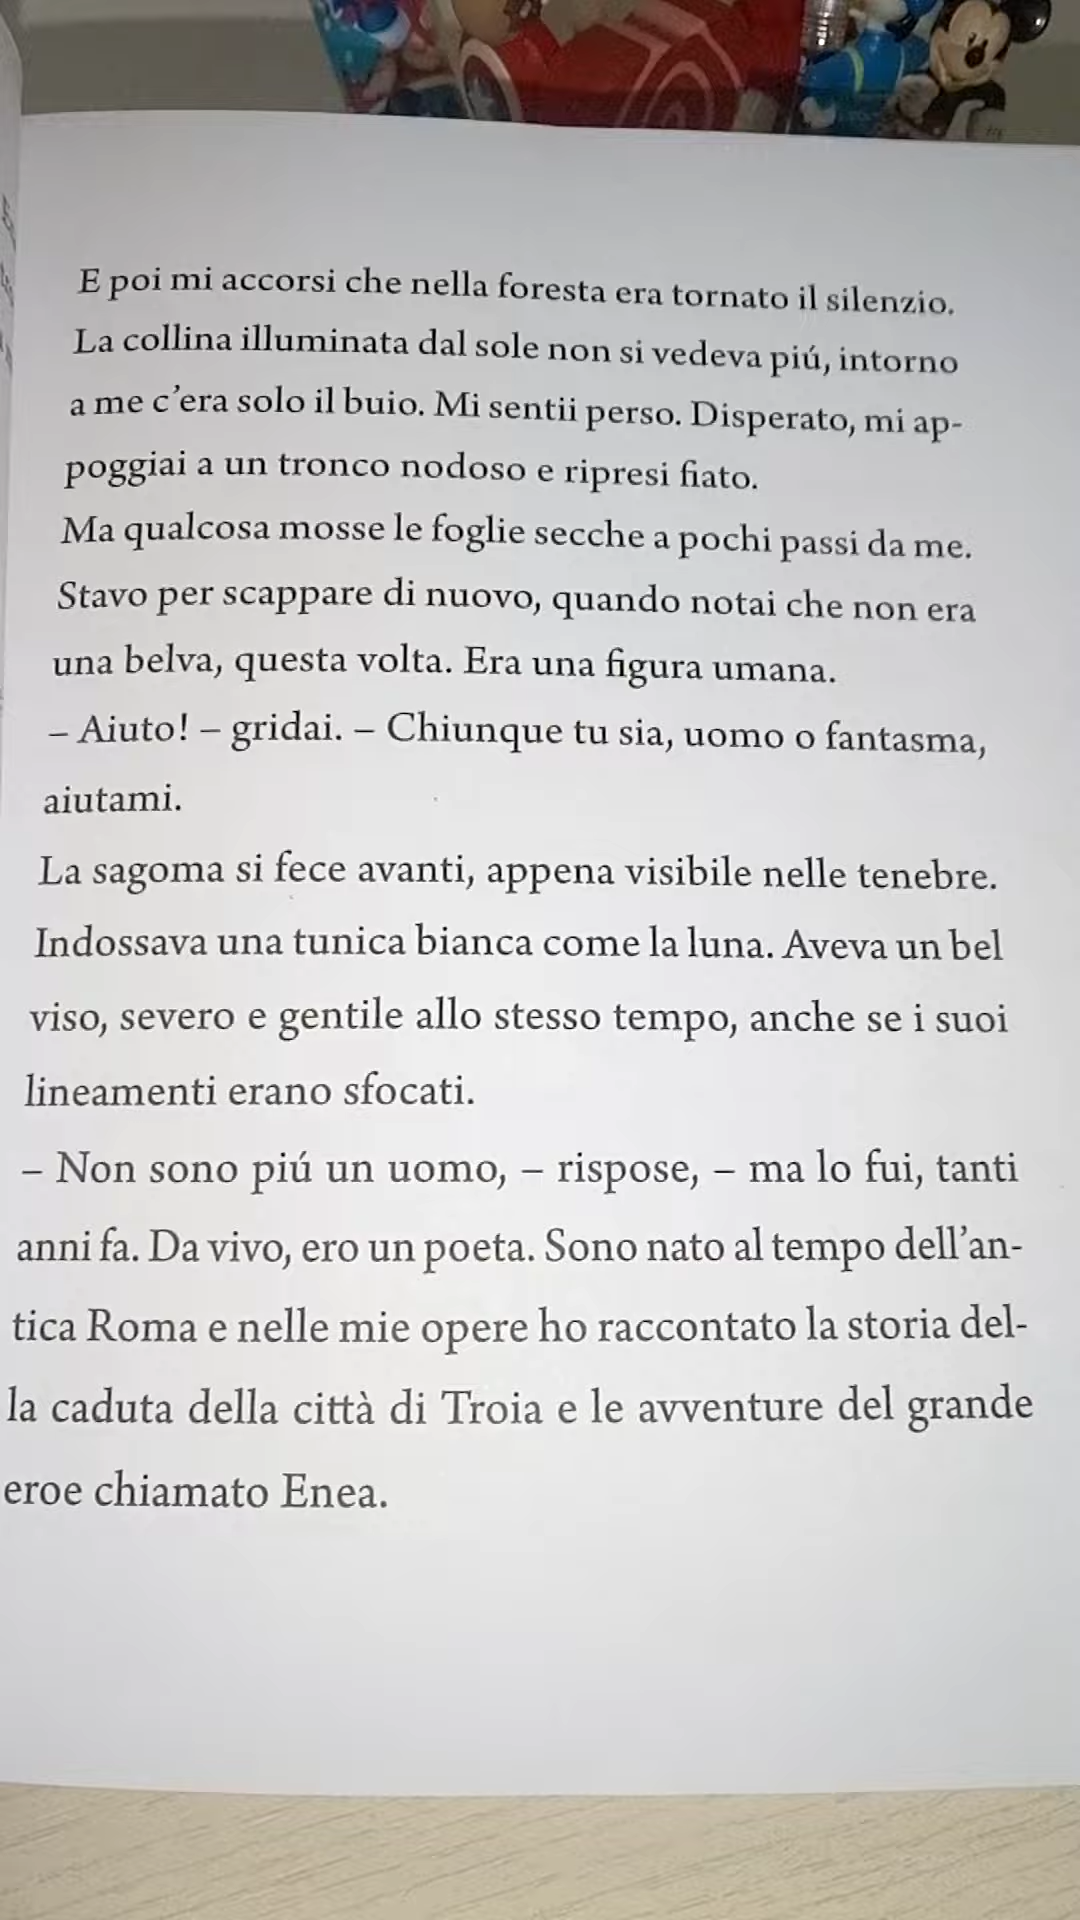 E poi mi accorsi che nella foresta era tornato il silenzio.
La collina illuminata dal sole non si vedeva piú, intorno
a me c’era solo il buio. Mi sentii perso. Disperato, mi ap-
poggiai a un tronco nodoso e ripresi fiato.
Ma qualcosa mosse le foglie secche a pochi passi da me.
Stavo per scappare di nuovo, quando notai che non era
una belva, questa volta. Era una figura umana.
– Aiuto! – gridai. – Chiunque tu sia, uomo o fantasma,
aiutami.
La sagoma si fece avanti, appena visibile nelle tenebre.
Indossava una tunica bianca come la luna. Aveva un bel
viso, severo e gentile allo stesso tempo, anche se i suoi
lineamenti erano sfocati.
– Non sono piú un uomo, – rispose, – ma lo fui, tanti
anni fa. Da vivo, ero un poeta. Sono nato al tempo dell’an-
tica Roma e nelle mie opere ho raccontato la storia del-
la caduta della città di Troia e le avventure del grande
eroe chiamato Enea.